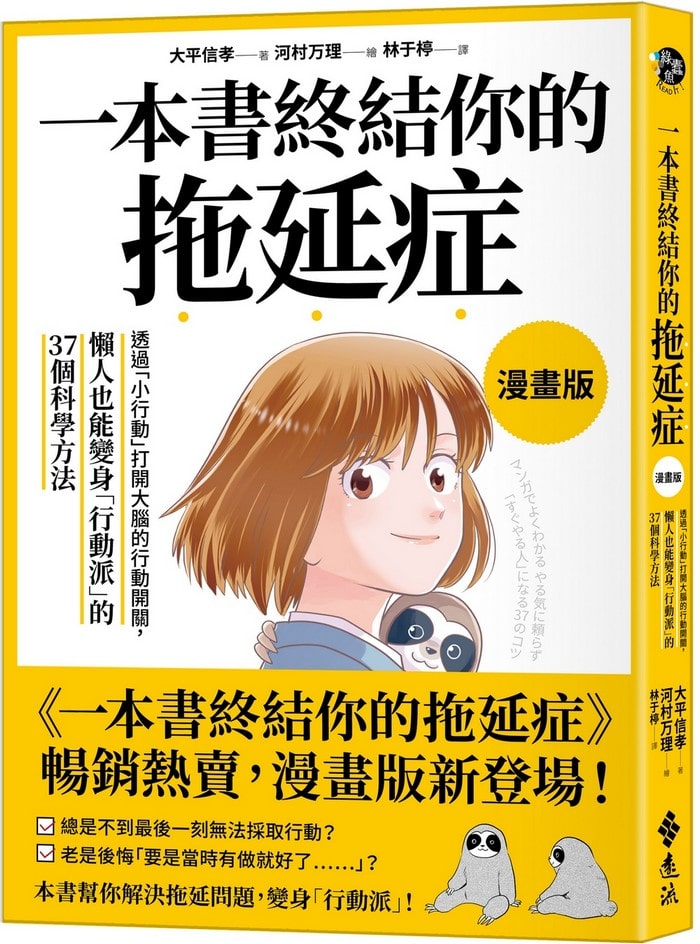 大平信孝——著 河村万理——繪 林于楟——譯
一本書終結你的
拖延症
漫畫版
透過「小行動」打開大腦的行動開關，
懶人也能變身「行動派」的
37個科學方法
マンガでよくわかる やる気に頼らず
「すぐやる人」になる37のコツ
《一本書終結你的拖延症》
暢銷熱賣，漫畫版新登場！
總是不到最後一刻無法採取行動？
老是後悔「要是當時有做就好了……」？
本書幫你解決拖延問題，變身「行動派」！
綠蠹魚
READ IT!
一本書終結你的拖延症
漫畫版
透過「小行動」打開大腦的行動開關，
懶人也能變身「行動派」的
37個科學方法
大平信孝——著
河村万理——繪
林于楟——譯
遠流